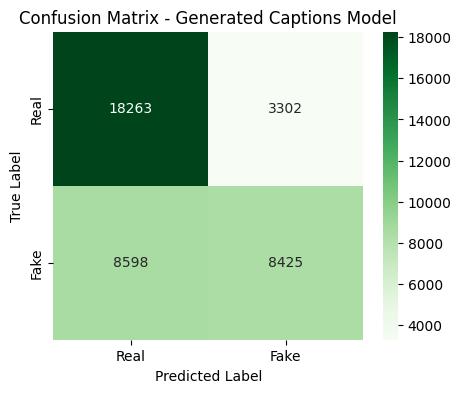 Confusion Matrix - Generated Captions Model
18263 3302
8598 8425
Real
Fake
True Label
Real Fake
Predicted Label
18000
16000
14000
12000
10000
8000
6000
4000